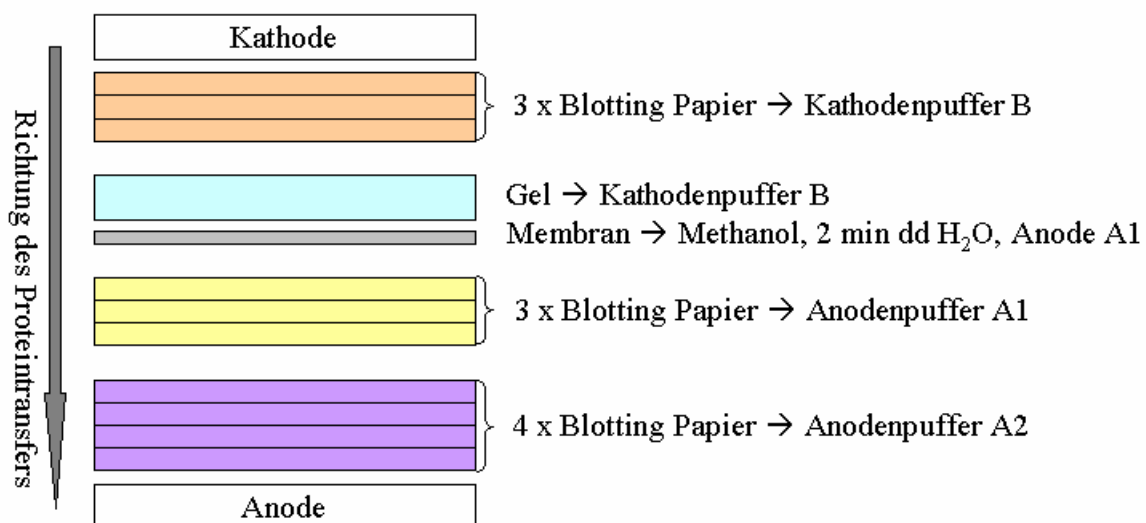 Kathode
3 x Blotting Papier → Kathodenpuffer B
Gel → Kathodenpuffer B
Membran → Methanol, 2 min dd H₂O, Anode A1
3 x Blotting Papier → Anodenpuffer A1
4 x Blotting Papier → Anodenpuffer A2
Anode
Richtung des Proteintransfers